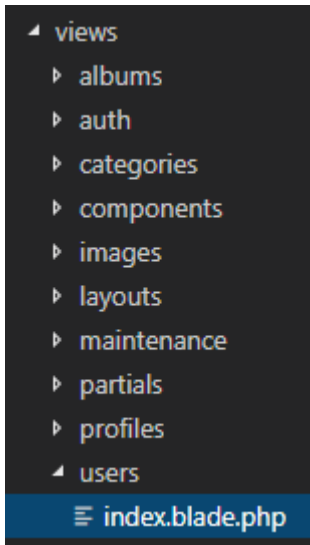 views
albums
auth
categories
components
images
layouts
maintenance
partials
profiles
users
index.blade.php